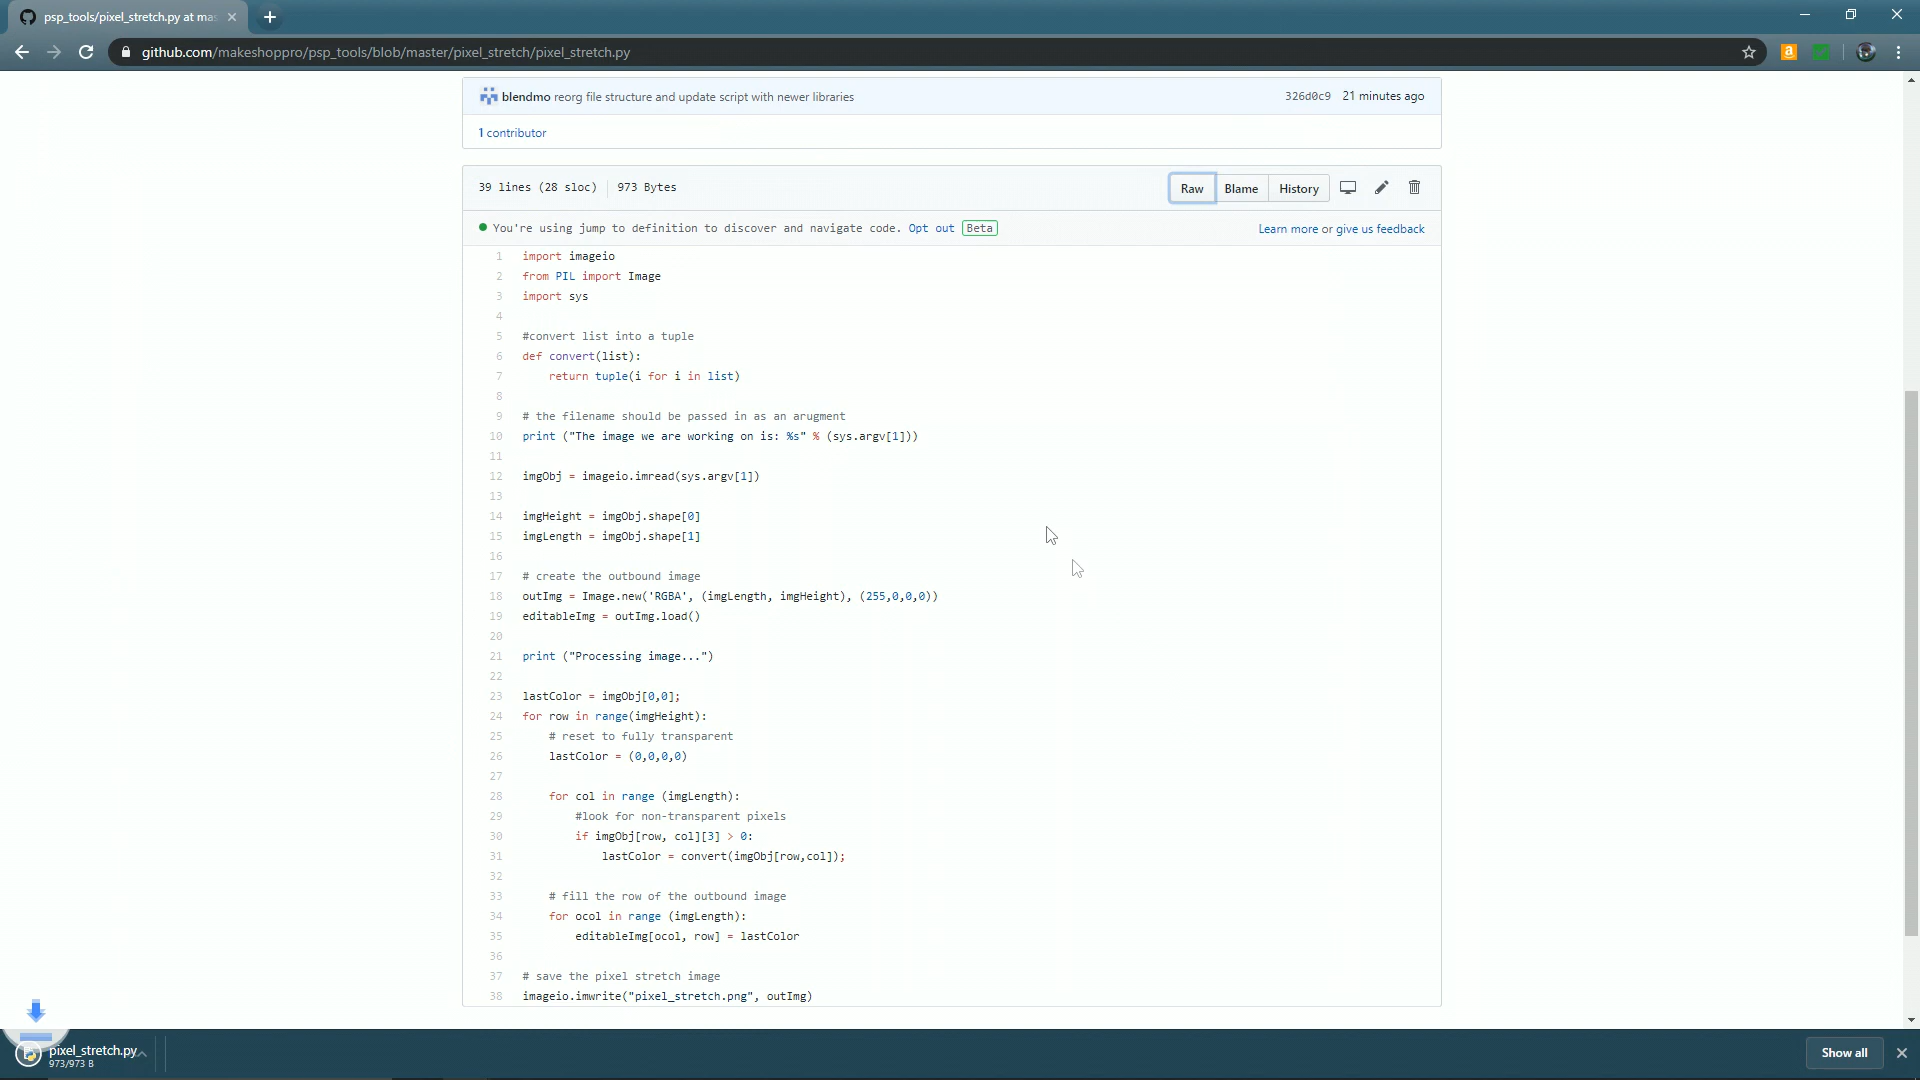 psp_tools/pixel_stretch.py at mas
github.com/makeshoppro/psp_tools/blob/master/pixel_stretch/pixel_stretch.py
blendmo reorg file structure and update script with newer libraries 326d0c9 21 minutes ago
1 contributor
39 lines (28 sloc) 973 Bytes Raw Blame History
You're using jump to definition to discover and navigate code. Opt out Beta Learn more or give us feedback
1 import imageio
2 from PIL import Image
3 import sys
4
5 #convert list into a tuple
6 def convert(list):
7 return tuple(i for i in list)
8
9 # the filename should be passed in as an arugment
10 print ("The image we are working on is: %s" % (sys.argv[1]))
11
12 imgObj = imageio.imread(sys.argv[1])
13
14 imgHeight = imgObj.shape[0]
15 imgLength = imgObj.shape[1]
16
17 # create the outbound image
18 outImg = Image.new('RGBA', (imgLength, imgHeight), (255,0,0,0))
19 editableImg = outImg.load()
20
21 print ("Processing image...")
22
23 lastColor = imgObj[0,0];
24 for row in range(imgHeight):
25 # reset to fully transparent
26 lastColor = (0,0,0,0)
27
28 for col in range (imgLength):
29 #look for non-transparent pixels
30 if imgObj[row, col][3] > 0:
31 lastColor = convert(imgObj[row,col]);
32
33 # fill the row of the outbound image
34 for ocol in range (imgLength):
35 editableImg[ocol, row] = lastColor
36
37 # save the pixel stretch image
38 imageio.imwrite("pixel_stretch.png", outImg)
pixel_stretch.py
973/973 B
Show all